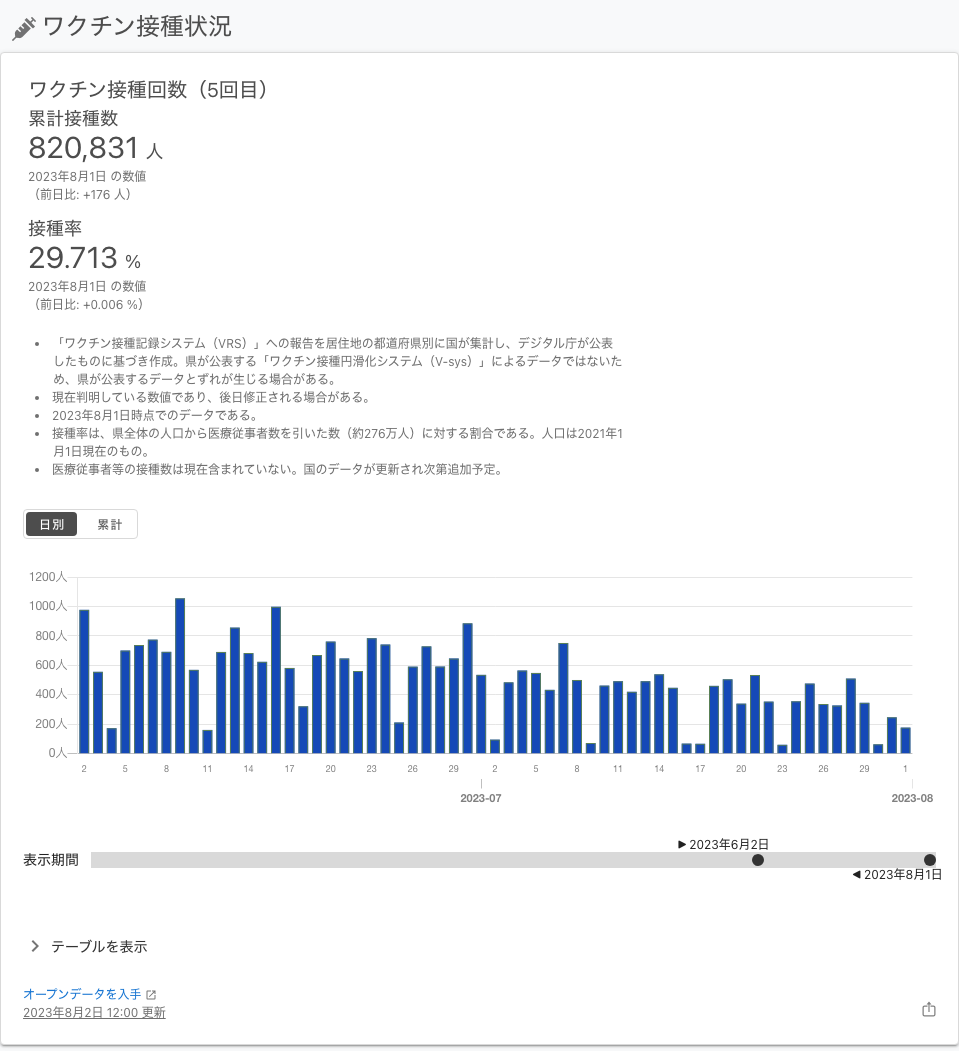 ワクチン接種状況
ワクチン接種回数（5回目）
累計接種数
820,831 人
2023年8月1日 の数値
（前日比: +176 人）
接種率
29.713 %
2023年8月1日 の数値
（前日比: +0.006 %）
• 「ワクチン接種記録システム（VRS）」への報告を居住地の都道府県別に国が集計し、デジタル庁が公表
したものに基づき作成。県が公表する「ワクチン接種円滑化システム（V-sys）」によるデータではないた
め、県が公表するデータとずれが生じる場合がある。
• 現在判明している数値であり、後日修正される場合がある。
• 2023年8月1日時点でのデータである。
• 接種率は、県全体の人口から医療従事者数を引いた数（約276万人）に対する割合である。人口は2021年1
月1日現在のもの。
• 医療従事者等の接種数は現在含まれていない。国のデータが更新され次第追加予定。
日別 累計
1200人
1000人
800人
600人
400人
200人
0人
2 5 8 11 14 17 20 23 26 29 2 5 8 11 14 17 20 23 26 29 1
2023-07 2023-08
▶ 2023年6月2日
表示期間
◀ 2023年8月1日
テーブルを表示
オープンデータを入手
2023年8月2日 12:00 更新